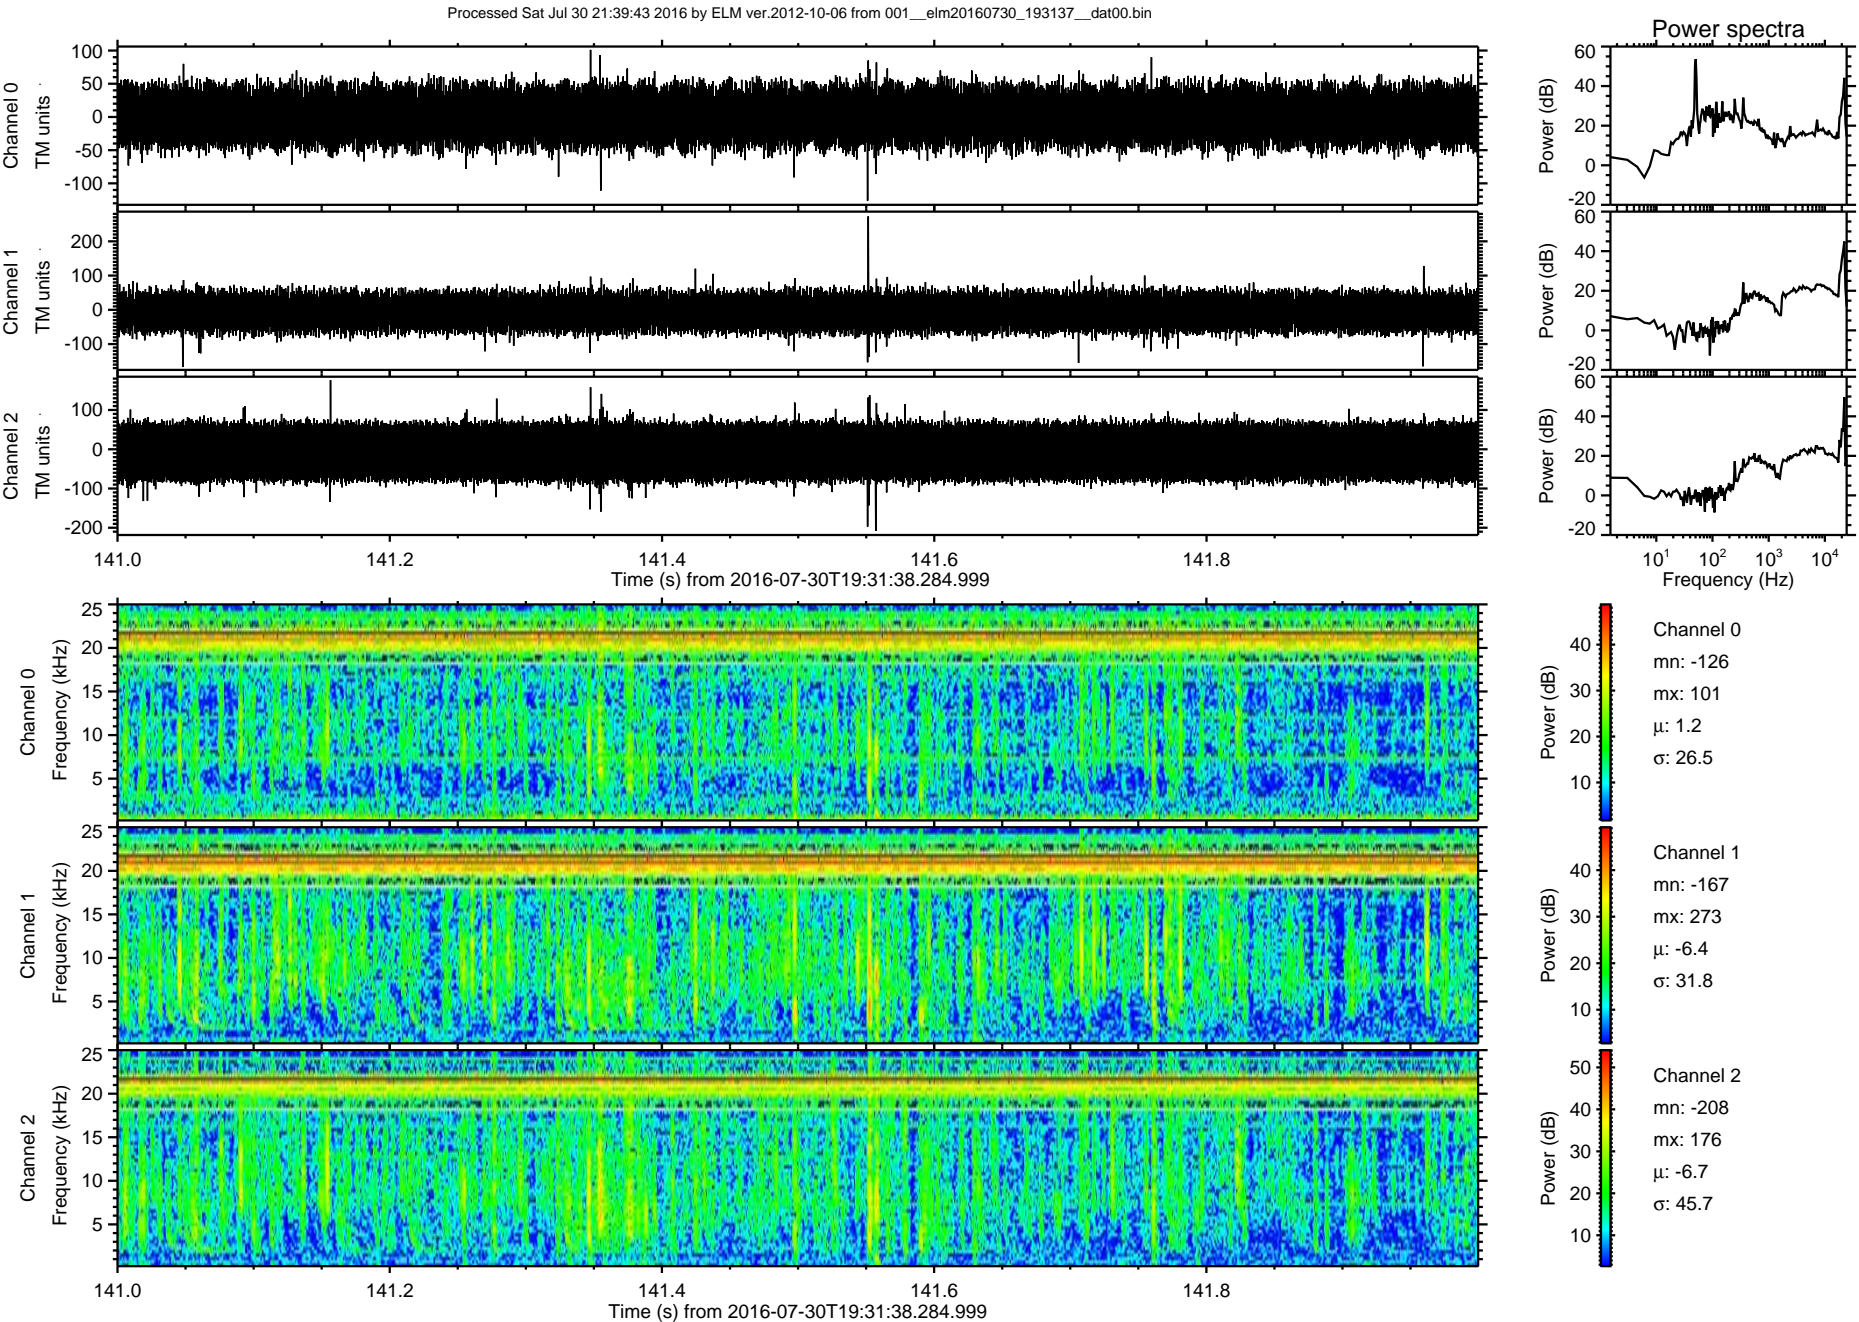 Processed Sat Jul 30 21:39:43 2016 by ELM ver.2012-10-06 from 001__elm20160730_193137__dat00.bin
Power spectra
Channel 0
TM units
100
50
0
-50
-100
Power (dB)
60
40
20
0
-20
Channel 1
TM units
200
100
0
-100
Power (dB)
60
40
20
0
-20
Channel 2
TM units
100
0
-100
-200
Power (dB)
60
40
20
0
-20
141.0 141.2 141.4 141.6 141.8
Time (s) from 2016-07-30T19:31:38.284.999
10^1 10^2 10^3 10^4
Frequency (Hz)
Channel 0
Frequency (kHz)
25
20
15
10
5
Power (dB)
40
30
20
10
Channel 0
mn: -126
mx: 101
μ: 1.2
σ: 26.5
Channel 1
Frequency (kHz)
25
20
15
10
5
Power (dB)
40
30
20
10
Channel 1
mn: -167
mx: 273
μ: -6.4
σ: 31.8
Channel 2
Frequency (kHz)
25
20
15
10
5
Power (dB)
50
40
30
20
10
Channel 2
mn: -208
mx: 176
μ: -6.7
σ: 45.7
141.0 141.2 141.4 141.6 141.8
Time (s) from 2016-07-30T19:31:38.284.999